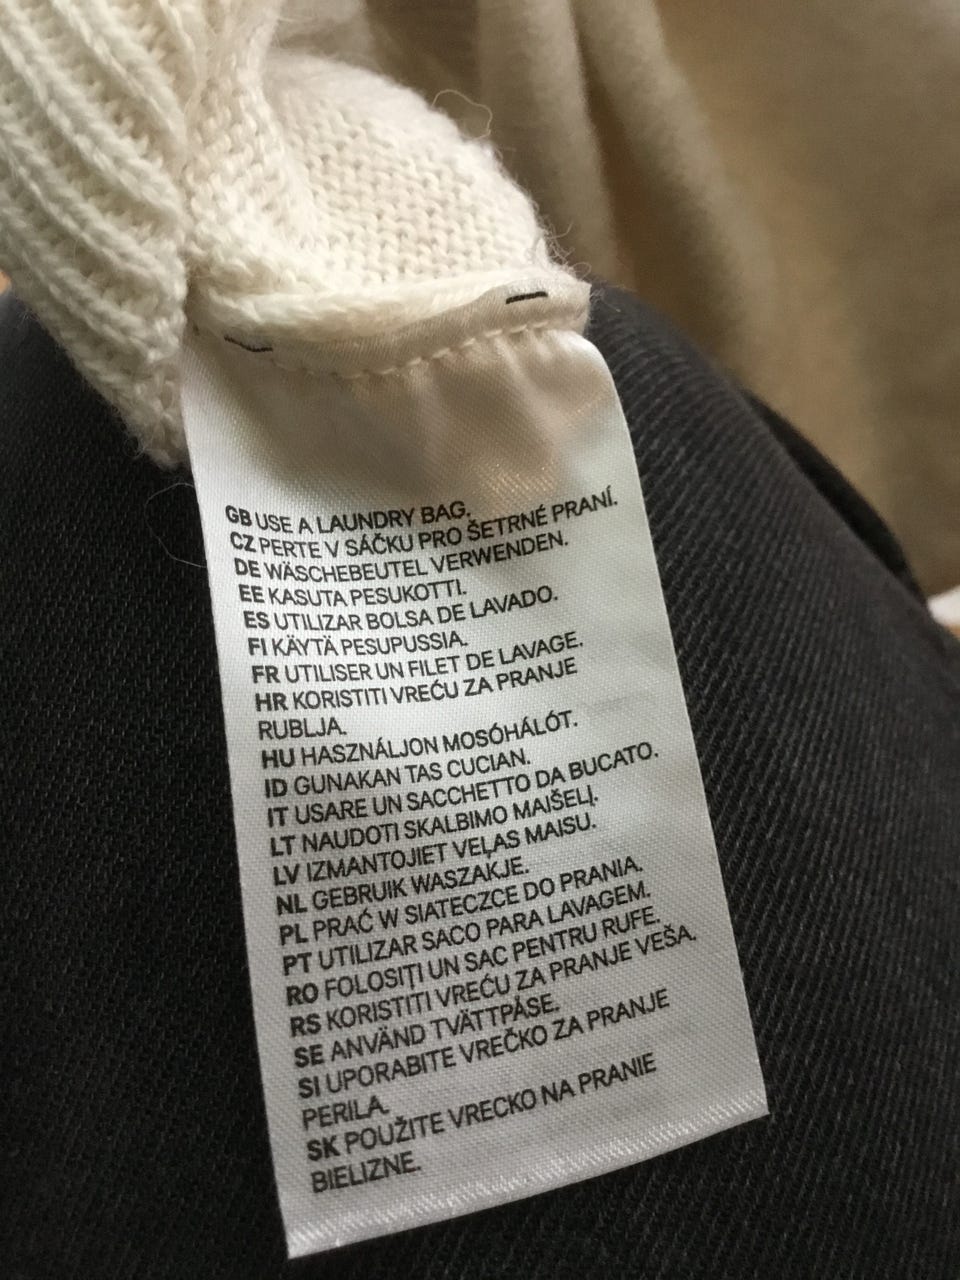 GB USE A LAUNDRY BAG.
CZ PERTE V SÁČKU PRO ŠETRNÉ PRANÍ.
DE WÄSCHEBEUTEL VERWENDEN.
EE KASUTA PESUKOTTI.
ES UTILIZAR BOLSA DE LAVADO.
FI KÄYTÄ PESUPUSSIA.
FR UTILISER UN FILET DE LAVAGE.
HR KORISTITI VREĆU ZA PRANJE
RUBLJA.
HU HASZNÁLJON MOSÓHÁLÓT.
ID GUNAKAN TAS CUCIAN.
IT USARE UN SACCHETTO DA BUCATO.
LT NAUDOTI SKALBIMO MAIŠELĮ.
LV IZMANTOJIET VEĻAS MAISU.
NL GEBRUIK WASZAKJE.
PL PRAĆ W SIATECZCE DO PRANIA.
PT UTILIZAR SACO PARA LAVAGEM.
RO FOLOSIȚI UN SAC PENTRU RUFE.
RS KORISTITI VREĆU ZA PRANJE VEŠA.
SE ANVÄND TVÄTTPÅSE.
SI UPORABITE VREČKO ZA PRANJE
PERILA.
SK POUŽITE VRECKO NA PRANIE
BIELIZNE.